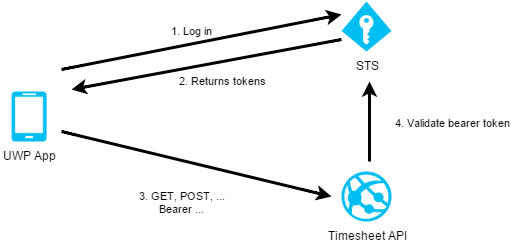 1. Log in
STS
2. Returns tokens
UWP App
4. Validate bearer token
3. GET, POST, ...
Bearer ...
Timesheet API